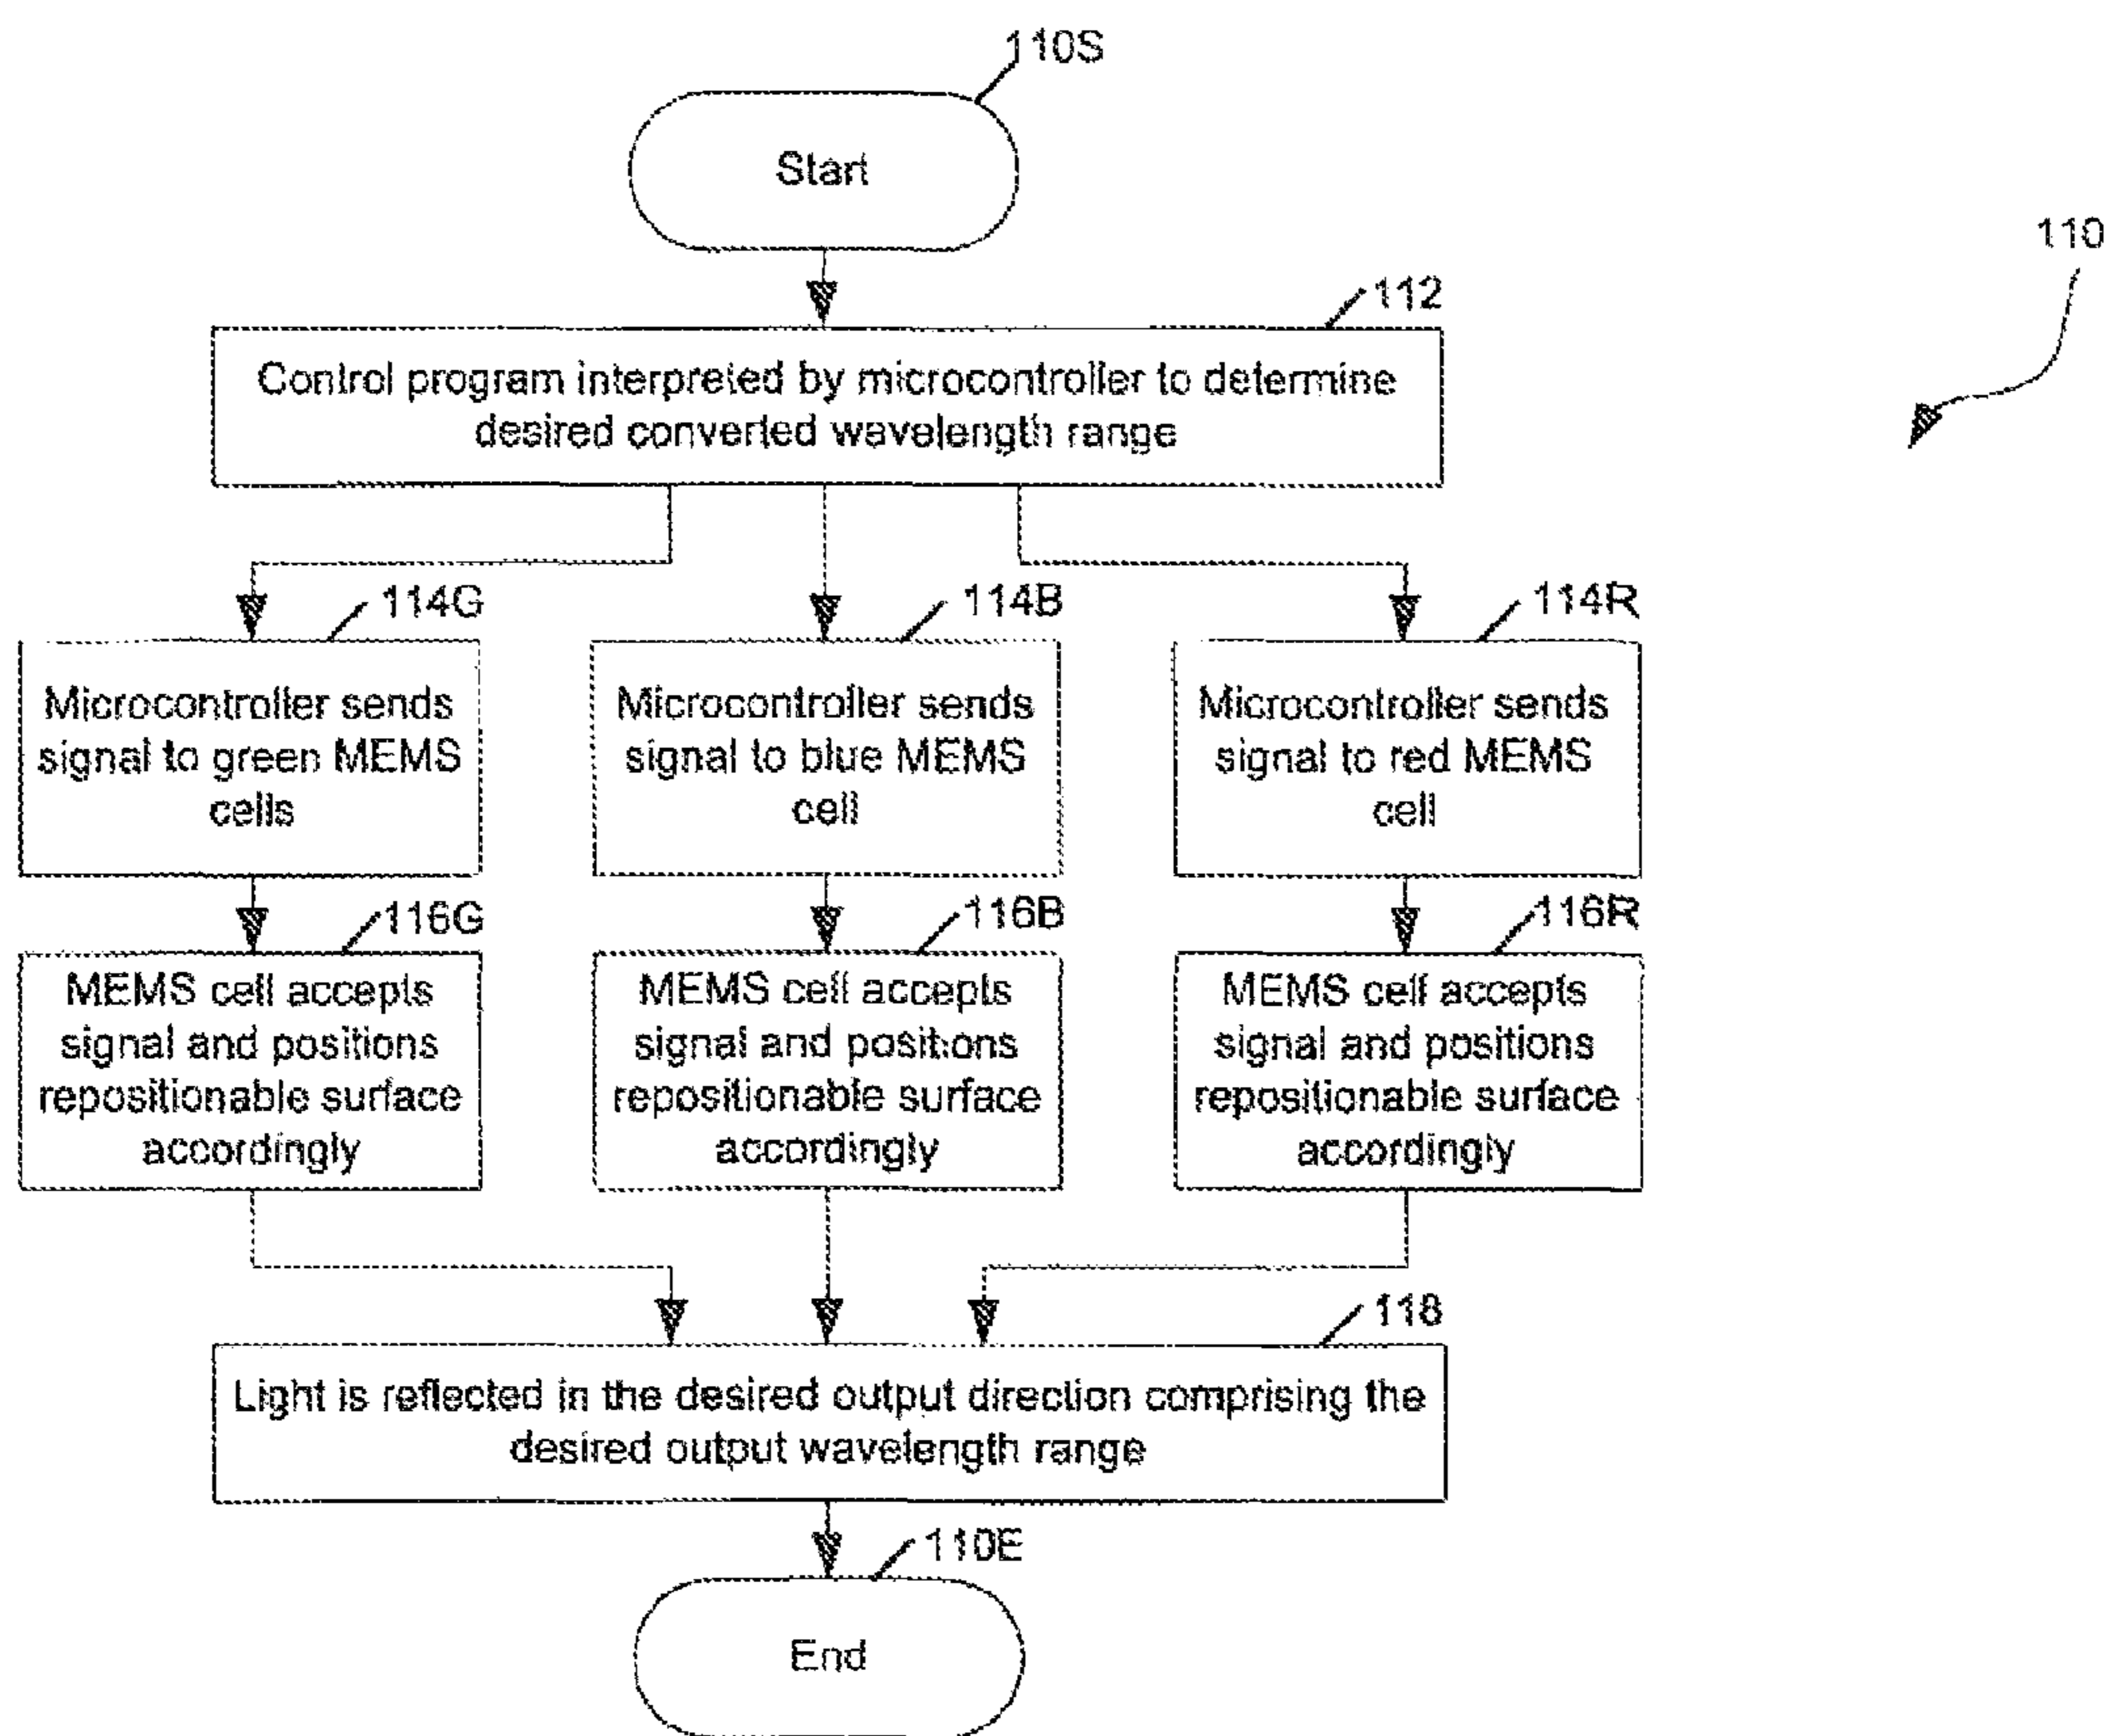 110S
Start
110
112
Control program interpreted by microcontroller to determine
desired converted wavelength range
114G
114B
114R
Microcontroller sends
signal to green MEMS
cells
Microcontroller sends
signal to blue MEMS
cell
Microcontroller sends
signal to red MEMS
cell
116G
116B
116R
MEMS cell accepts
signal and positions
repositionable surface
accordingly
MEMS cell accepts
signal and positions
repositionable surface
accordingly
MEMS cell accepts
signal and positions
repositionable surface
accordingly
118
Light is reflected in the desired output direction comprising the
desired output wavelength range
110E
End